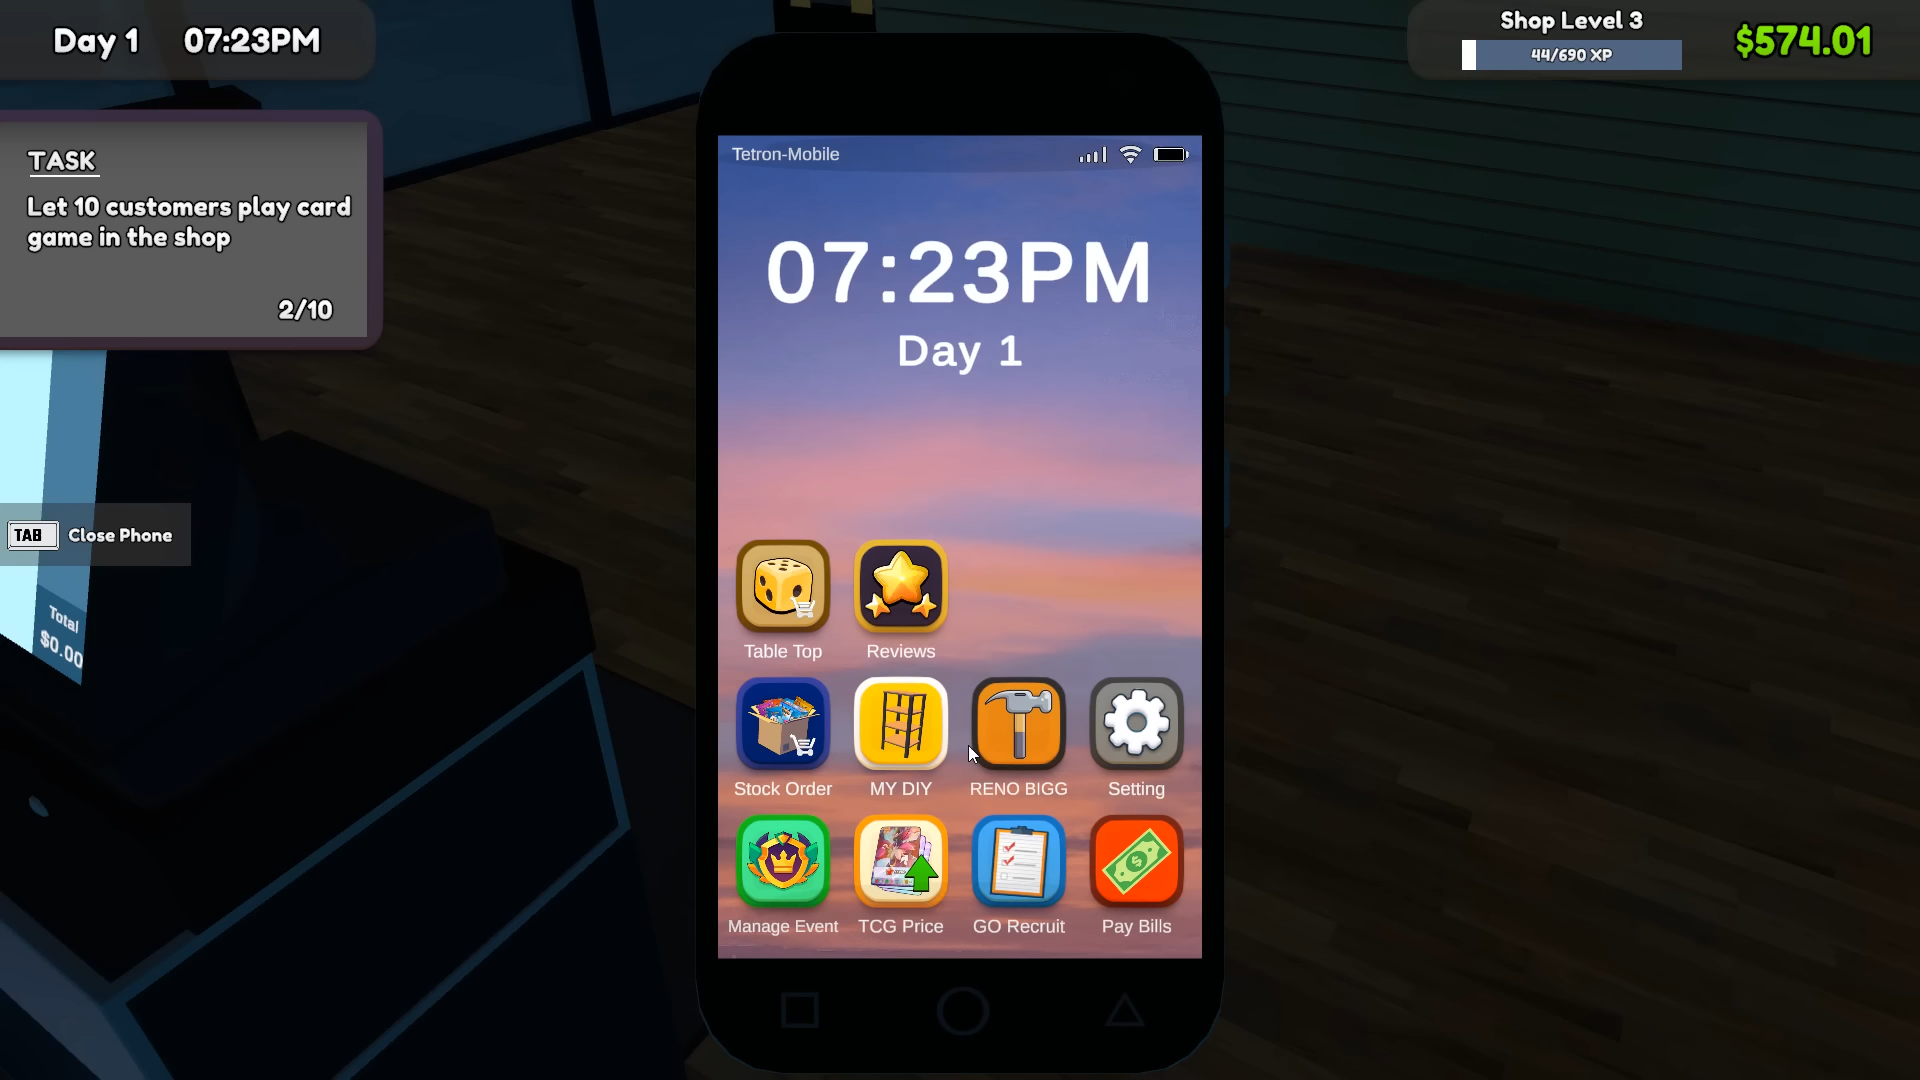 Day 1 07:23PM
Shop Level 3
44/690 XP
$574.01
TASK
Let 10 customers play card
game in the shop
2/10
TAB Close Phone
Total
$0.00
Tetron-Mobile
07:23PM
Day 1
Table Top Reviews
Stock Order MY DIY RENO BIGG Setting
Manage Event TCG Price GO Recruit Pay Bills